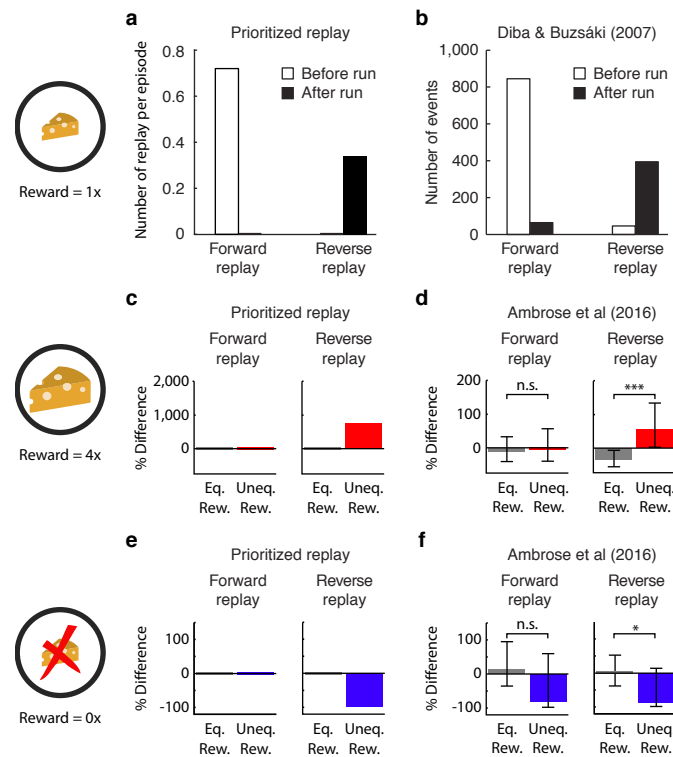 a
Prioritized replay
Number of replay per episode
0.8
0.6
0.4
0.2
0
Before run
After run
Forward
replay
Reverse
replay
b
Diba & Buzsáki (2007)
Number of events
1,000
800
600
400
200
0
Before run
After run
Forward
replay
Reverse
replay
Reward = 1x
c
Prioritized replay
Forward
replay
Reverse
replay
% Difference
2,000
1,000
0
Eq.
Rew.
Uneq.
Rew.
Eq.
Rew.
Uneq.
Rew.
d
Ambrose et al (2016)
Forward
replay
Reverse
replay
% Difference
200
100
0
n.s.
***
Eq.
Rew.
Uneq.
Rew.
Eq.
Rew.
Uneq.
Rew.
Reward = 4x
e
Prioritized replay
Forward
replay
Reverse
replay
% Difference
100
0
-100
Eq.
Rew.
Uneq.
Rew.
Eq.
Rew.
Uneq.
Rew.
f
Ambrose et al (2016)
Forward
replay
Reverse
replay
% Difference
100
0
-100
n.s.
*
Eq.
Rew.
Uneq.
Rew.
Eq.
Rew.
Uneq.
Rew.
Reward = 0x